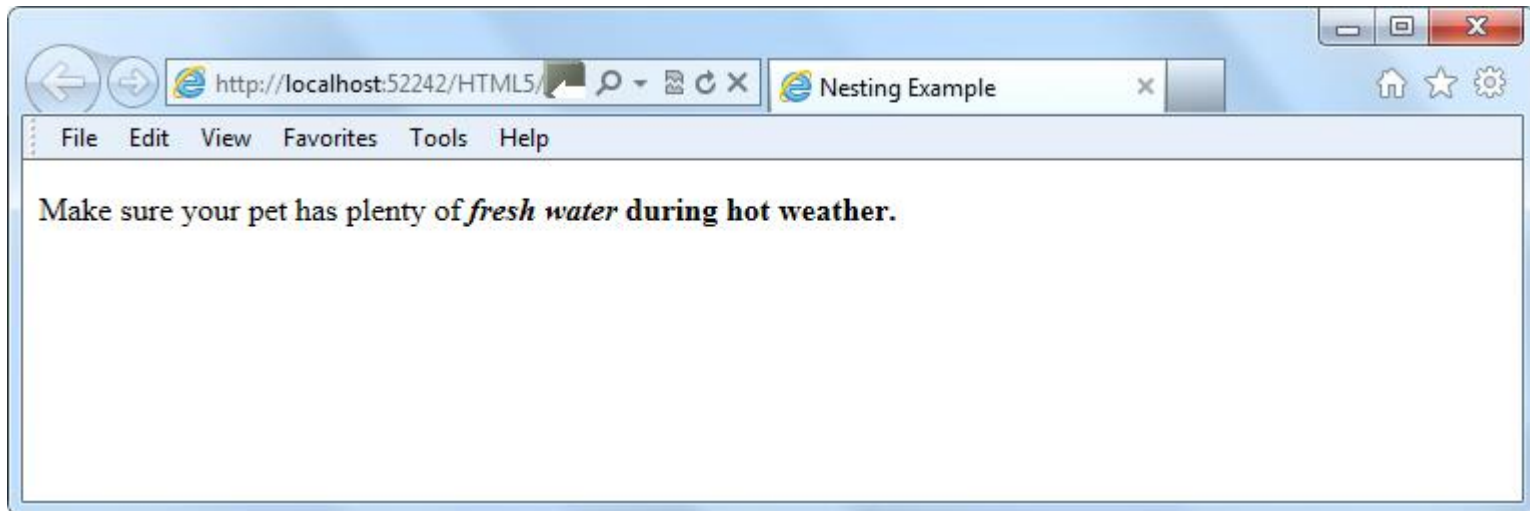 http://localhost:52242/HTML5/
Nesting Example
File Edit View Favorites Tools Help
Make sure your pet has plenty of fresh water during hot weather.